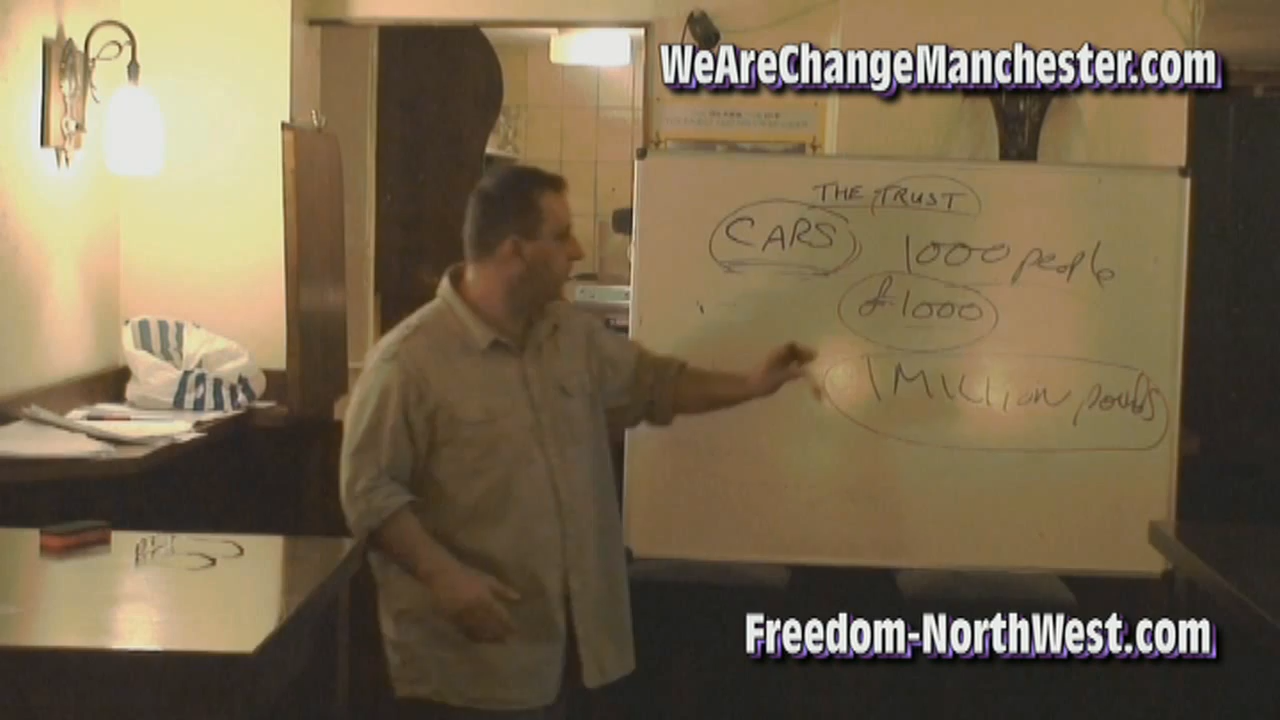 WeAreChangeManchester.com
THE TRUST
CARS
1000 people
£1000
1 MILLION pounds
Freedom-NorthWest.com